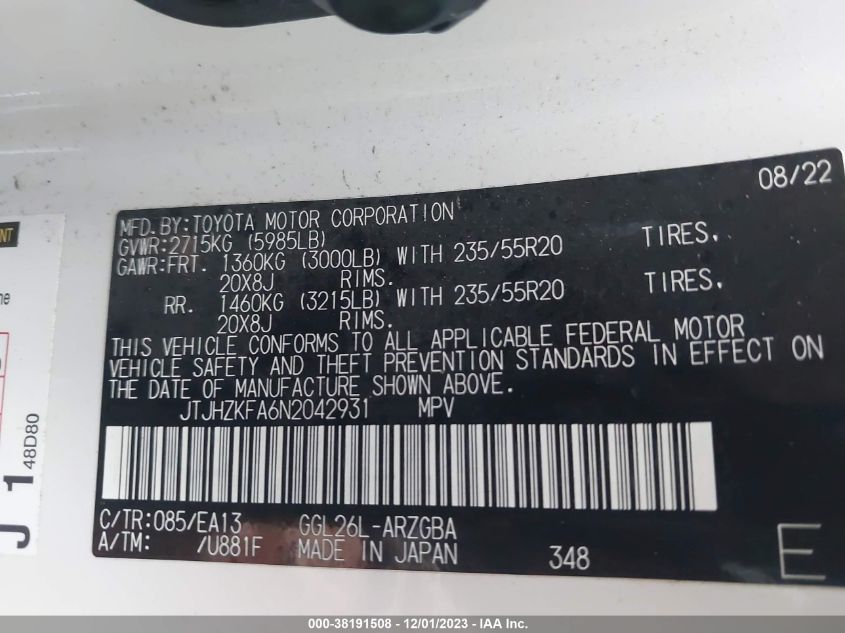 08/22
MFD.BY:TOYOTA MOTOR CORPORATION
GVWR:2715KG (5985LB)
GAWR:FRT. 1360KG (3000LB) WITH 235/55R20 TIRES.
20X8J RIMS.
RR. 1460KG (3215LB) WITH 235/55R20 TIRES.
20X8J RIMS.
THIS VEHICLE CONFORMS TO ALL APPLICABLE FEDERAL MOTOR
VEHICLE SAFETY AND THEFT PREVENTION STANDARDS IN EFFECT ON
THE DATE OF MANUFACTURE SHOWN ABOVE.
JTJHZKFA6N2042931 MPV
C/TR:085/EA13 GGL26L-ARZGBA
A/TM: /U881F MADE IN JAPAN 348 E
48D80
J 1
000-38191508 - 12/01/2023 - IAA Inc.